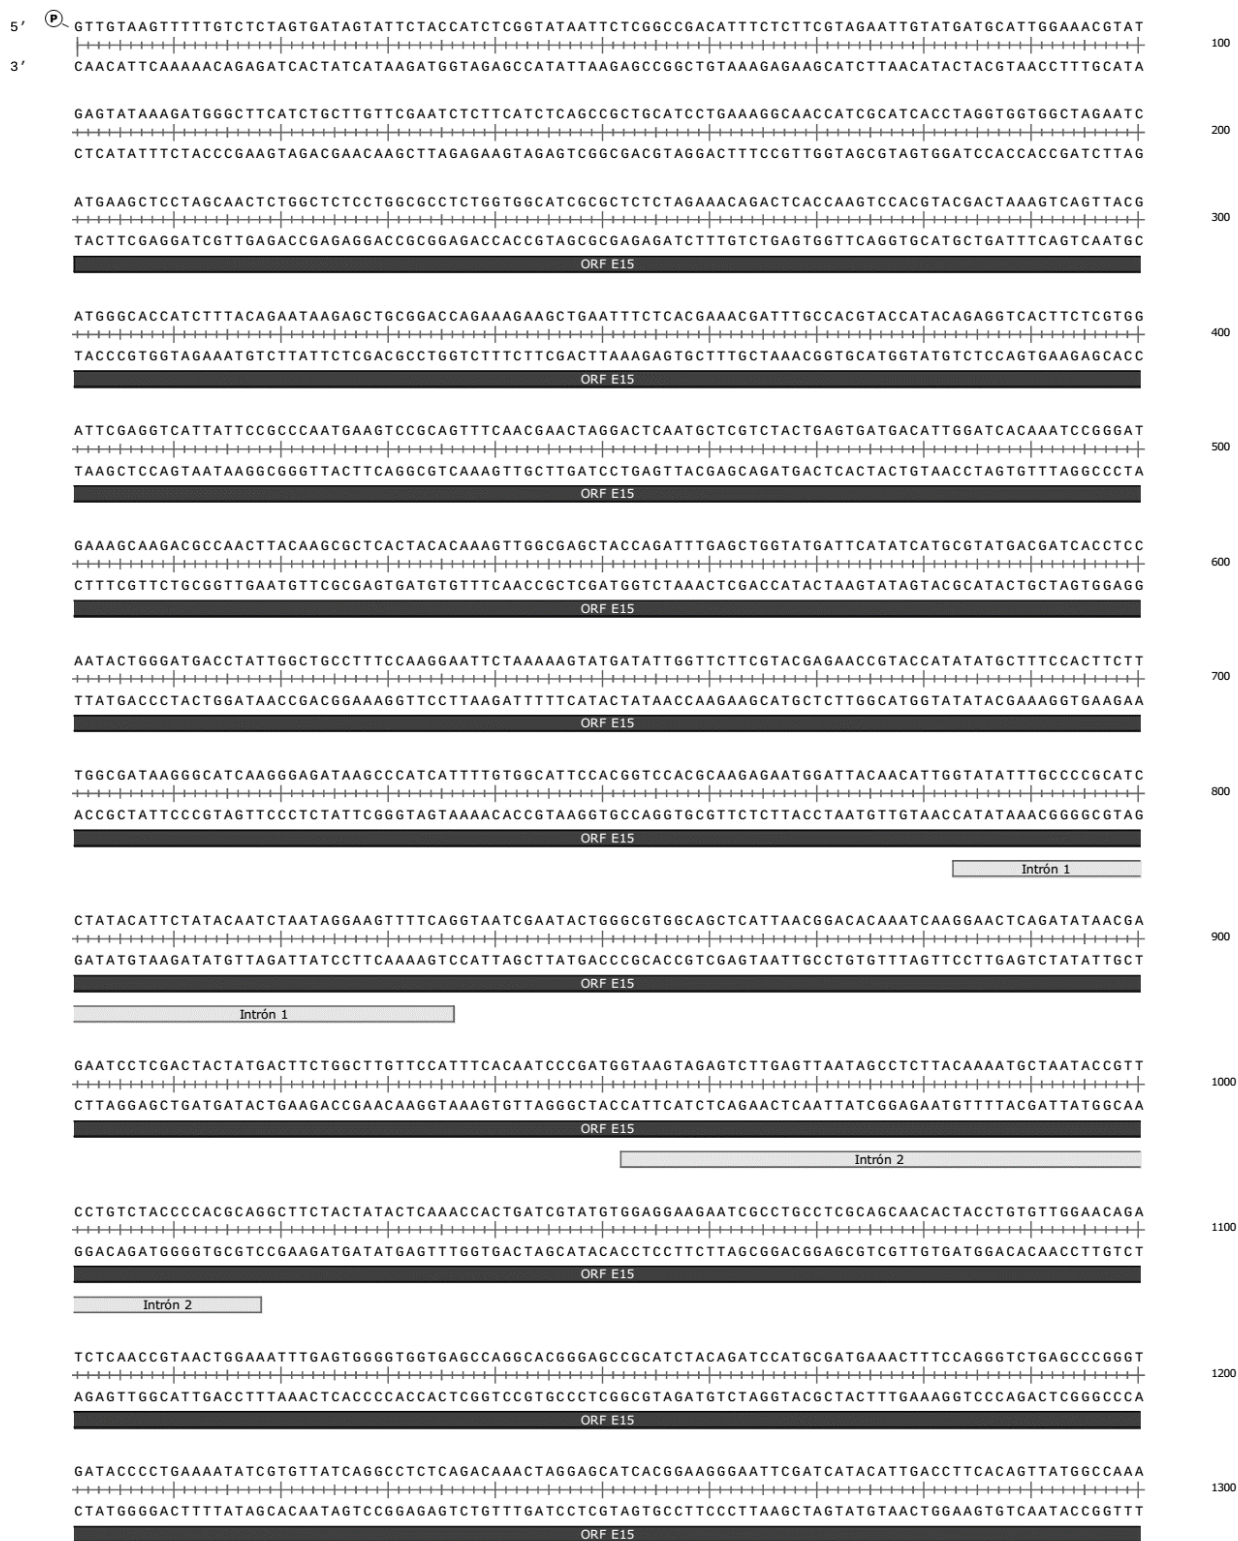 5’ P GTTGTAAGTTTTTGTCTCTAGTGATAGTATTCTACCATCTCGGTATAATTCTCGGCCGACATTTCTCTTCGTAGAATTGTATGATGCATTGGAAACGTAT
100
3’ CAACATTCAAAAACAGAGATCACTATCATAAGATGGTAGAGCCATATTAAGAGCCGGCTGTAAAGAGAAGCATCTTAACATACTACGTAACCTTTGCATA
GAGTATAAAGATGGGCTTCATCTGCTTGTTCGAATCTCTTCATCTCAGCCGCTGCATCCTGAAAGGCAACCATCGCATCACCTAGGTGGTGGCTAGAATC
200
CTCATATTTCTACCCGAAGTAGACGAACAAGCTTAGAGAAGTAGAGTCGGCGACGTAGGACTTTCCGTTGGTAGCGTAGTGGATCCACCACCGATCTTAG
ATGAAGCTCCTAGCAACTCTGGCTCTCCTGGCGCCTCTGGTGGCATCGCGCTCTCTAGAAACAGACTCACCAAGTCCACGTACGACTAAAGTCAGTTACG
300
TACTTCGAGGATCGTTGAGACCGAGAGGACCGCGGAGACCACCGTAGCGCGAGAGATCTTTGTCTGAGTGGTTCAGGTGCATGCTGATTTCAGTCAATGC
ORF E15
ATGGGCACCATCTTTACAGAATAAGAGCTGCGGACCAGAAAGAAGCTGAATTTCTCACGAAACGATTTGCCACGTACCATACAGAGGTCACTTCTCGTGG
400
TACCCGTGGTAGAAATGTCTTATTCTCGACGCCTGGTCTTTCTTCGACTTAAAGAGTGCTTTGCTAAACGGTGCATGGTATGTCTCCAGTGAAGAGCACC
ORF E15
ATTCGAGGTCATTATTCCGCCCAATGAAGTCCGCAGTTTCAACGAACTAGGACTCAATGCTCGTCTACTGAGTGATGACATTGGATCACAAATCCGGGAT
500
TAAGCTCCAGTAATAAGGCGGGTTACTTCAGGCGTCAAAGTTGCTTGATCCTGAGTTACGAGCAGATGACTCACTACTGTAACCTAGTGTTTAGGCCCTA
ORF E15
GAAAGCAAGACGCCAACTTACAAGCGCTCACTACACAAAGTTGGCGAGCTACCAGATTTGAGCTGGTATGATTCATATCATGCGTATGACGATCACCTCC
600
CTTTCGTTCTGCGGTTGAATGTTCGCGAGTGATGTGTTTCAACCGCTCGATGGTCTAAACTCGACCATACTAAGTATAGTACGCATACTGCTAGTGGAGG
ORF E15
AATACTGGGATGACCTATTGGCTGCCTTTCCAAGGAATTCTAAAAAGTATGATATTGGTTCTTCGTACGAGAACCGTACCATATATGCTTTCCACTTCTT
700
TTATGACCCTACTGGATAACCGACGGAAAGGTTCCTTAAGATTTTTCATACTATAACCAAGAAGCATGCTCTTGGCATGGTATATACGAAAGGTGAAGAA
ORF E15
TGGCGATAAGGGCATCAAGGGAGATAAGCCCATCATTTTGTGGCATTCCACGGTCCACGCAAGAGAATGGATTACAACATTGGTATATTTGCCCCGCATC
800
ACCGCTATTCCCGTAGTTCCCTCTATTCGGGTAGTAAAACACCGTAAGGTGCCAGGTGCGTTCTCTTACCTAATGTTGTAACCATATAAACGGGGCGTAG
ORF E15
Intrón 1
CTATACATTCTATACAATCTAATAGGAAGTTTTCAGGTAATCGAATACTGGGCGTGGCAGCTCATTAACGGACACAAATCAAGGAACTCAGATATAACGA
900
GATATGTAAGATATGTTAGATTATCCTTCAAAAGTCCATTAGCTTATGACCCGCACCGTCGAGTAATTGCCTGTGTTTAGTTCCTTGAGTCTATATTGCT
ORF E15
Intrón 1
GAATCCTCGACTACTATGACTTCTGGCTTGTTCCATTTCACAATCCCGATGGTAAGTAGAGTCTTGAGTTAATAGCCTCTTACAAAATGCTAATACCGTT
1000
CTTAGGAGCTGATGATACTGAAGACCGAACAAGGTAAAGTGTTAGGGCTACCATTCATCTCAGAACTCAATTATCGGAGAATGTTTTACGATTATGGCAA
ORF E15
Intrón 2
CCTGTCTACCCCACGCAGGCTTCTACTATACTCAAACCACTGATCGTATGTGGAGGAAGAATCGCCTGCCTCGCAGCAACACTACCTGTGTTGGAACAGA
1100
GGACAGATGGGGTGCGTCCGAAGATGATATGAGTTTGGTGACTAGCATACACCTCCTTCTTAGCGGACGGAGCGTCGTTGTGATGGACACAACCTTGTCT
ORF E15
Intrón 2
TCTCAACCGTAACTGGAAATTTGAGTGGGGTGGTGAGCCAGGCACGGGAGCCGCATCTACAGATCCATGCGATGAAACTTTCCAGGGTCTGAGCCCGGGT
1200
AGAGTTGGCATTGACCTTTAAACTCACCCCACCACTCGGTCCGTGCCCTCGGCGTAGATGTCTAGGTACGCTACTTTGAAAGGTCCCAGACTCGGGCCCA
ORF E15
GATACCCCTGAAAATATCGTGTTATCAGGCCTCTCAGACAAACTAGGAGCATCACGGAAGGGAATTCGATCATACATTGACCTTCACAGTTATGGCCAAA
1300
CTATGGGGACTTTTATAGCACAATAGTCCGGAGAGTCTGTTTGATCCTCGTAGTGCCTTCCCTTAAGCTAGTATGTAACTGGAAGTGTCAATACCGGTTT
ORF E15